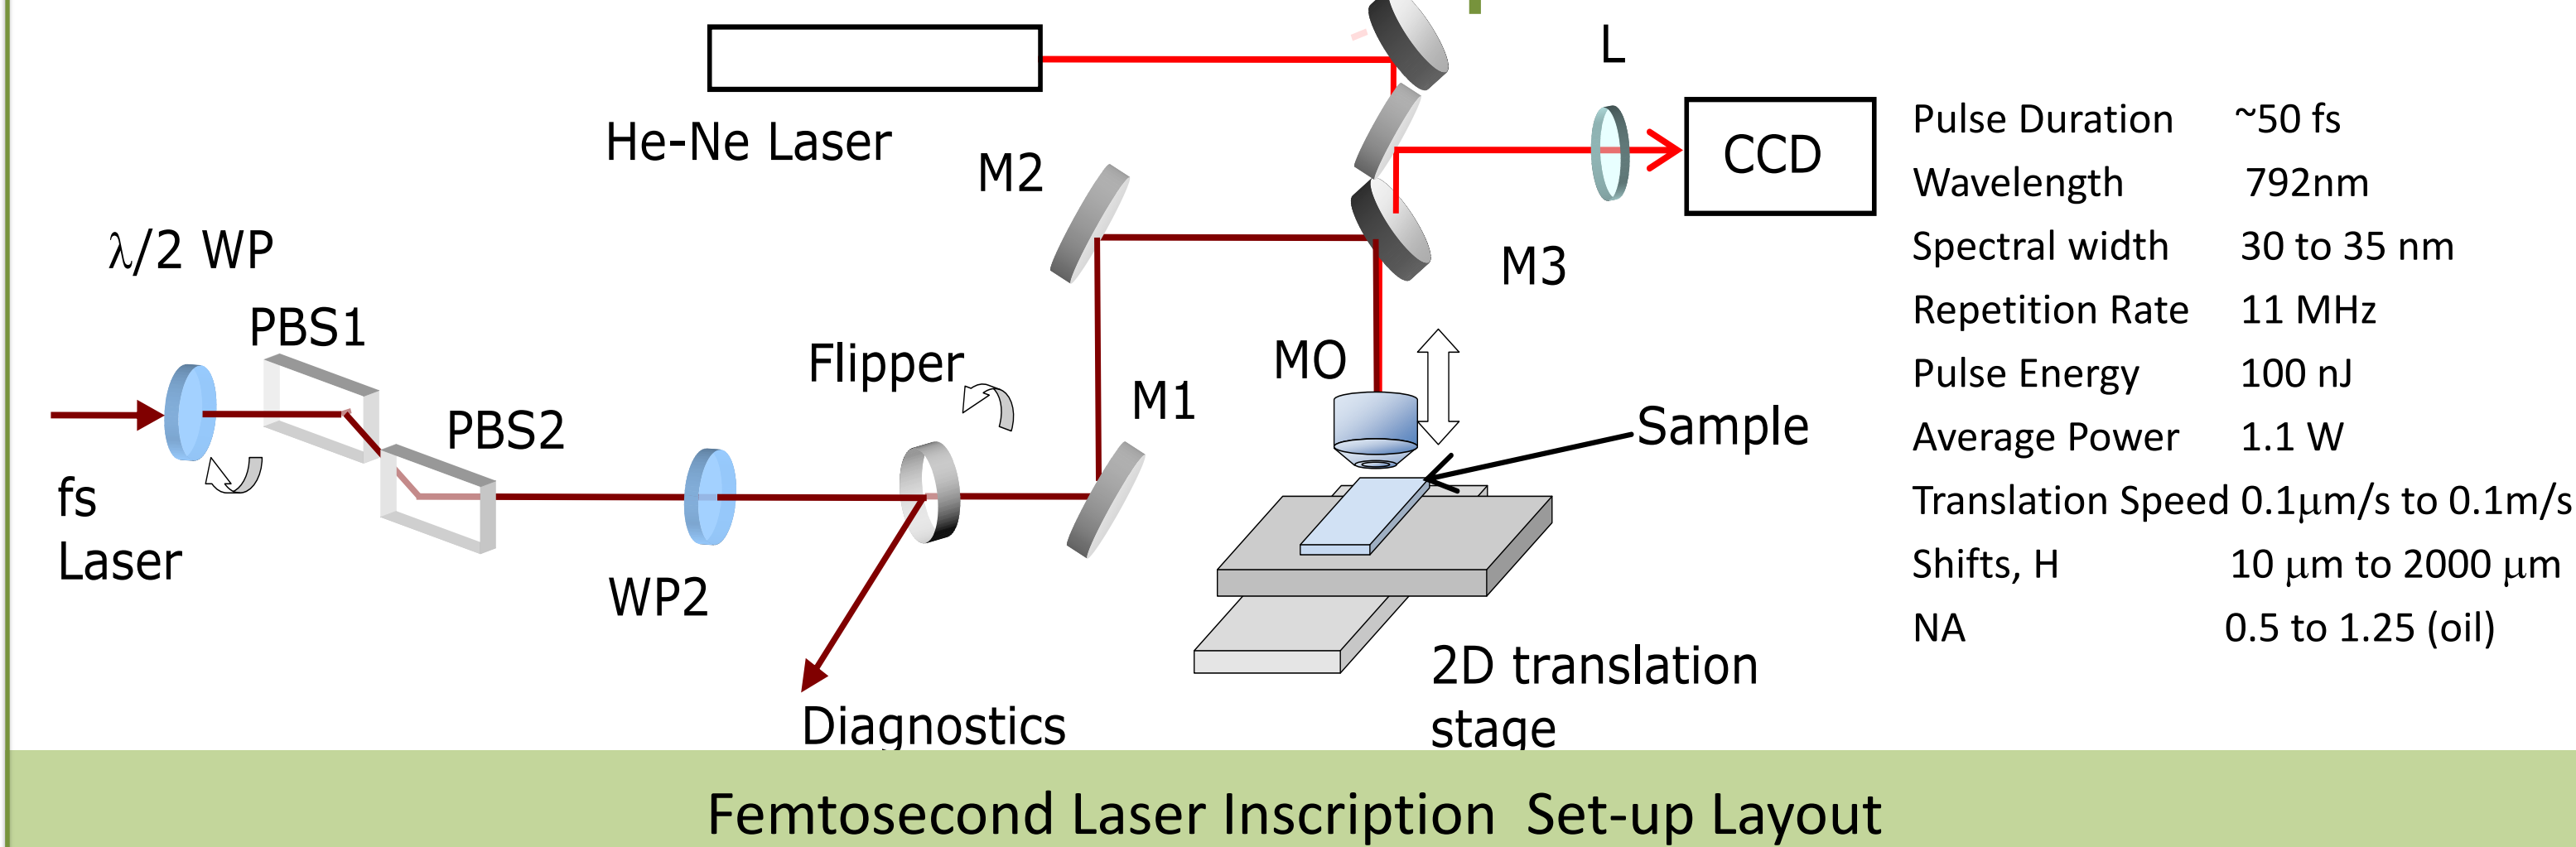 L
He-Ne Laser
CCD
M2
λ/2 WP
M3
PBS1
Flipper
MO
M1
PBS2
Sample
fs
Laser
WP2
2D translation
stage
Diagnostics
Pulse Duration ~50 fs
Wavelength 792nm
Spectral width 30 to 35 nm
Repetition Rate 11 MHz
Pulse Energy 100 nJ
Average Power 1.1 W
Translation Speed 0.1μm/s to 0.1m/s
Shifts, H 10 μm to 2000 μm
NA 0.5 to 1.25 (oil)
Femtosecond Laser Inscription Set-up Layout